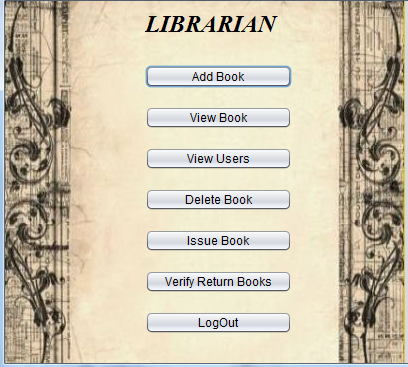 LIBRARIAN
Add Book
View Book
View Users
Delete Book
Issue Book
Verify Return Books
LogOut